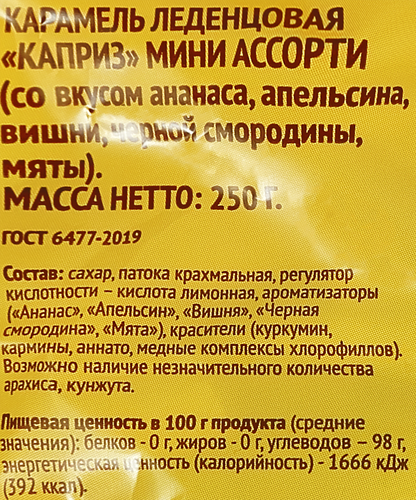 КАРАМЕЛЬ ЛЕДЕНЦОВАЯ
«КАПРИЗ» МИНИ АССОРТИ
(со вкусом ананаса, апельсина,
вишни, черной смородины,
мяты).
МАССА НЕТТО: 250 Г.
ГОСТ 6477-2019
Состав: сахар, патока крахмальная, регулятор
кислотности – кислота лимонная, ароматизаторы
(«Ананас», «Апельсин», «Вишня», «Черная
смородина», «Мята»), красители (куркумин,
кармины, аннато, медные комплексы хлорофиллов).
Возможно наличие незначительного количества
арахиса, кунжута.
Пищевая ценность в 100 г продукта (средние
значения): белков - 0 г, жиров - 0 г, углеводов – 98 г,
энергетическая ценность (калорийность) - 1666 кДж
(392 ккал).